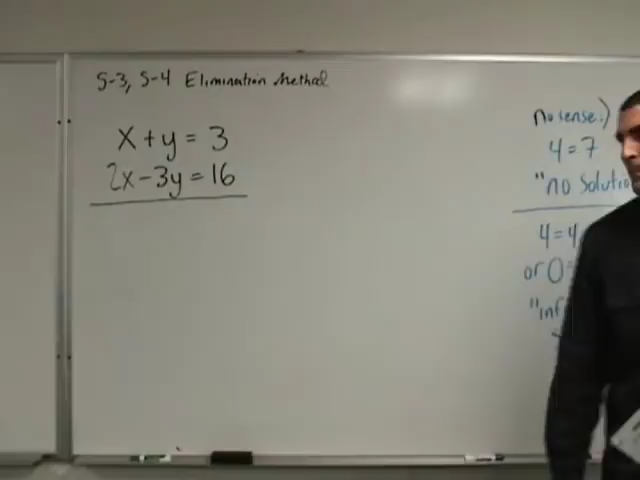 5-3, 5-4 Elimination Method
x + y = 3
2x - 3y = 16
no sense.)
4 = 7
"no solutio
4 = 4
or 0 =
"inf